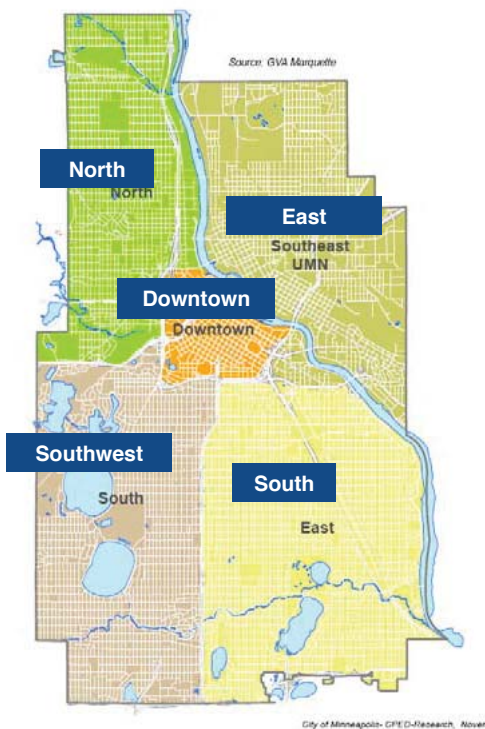 Source: GVA Marquette
North
North
East
Southeast
UMN
Downtown
Downtown
Southwest
South
South
East
City of Minneapolis- CPED-Research, Nover